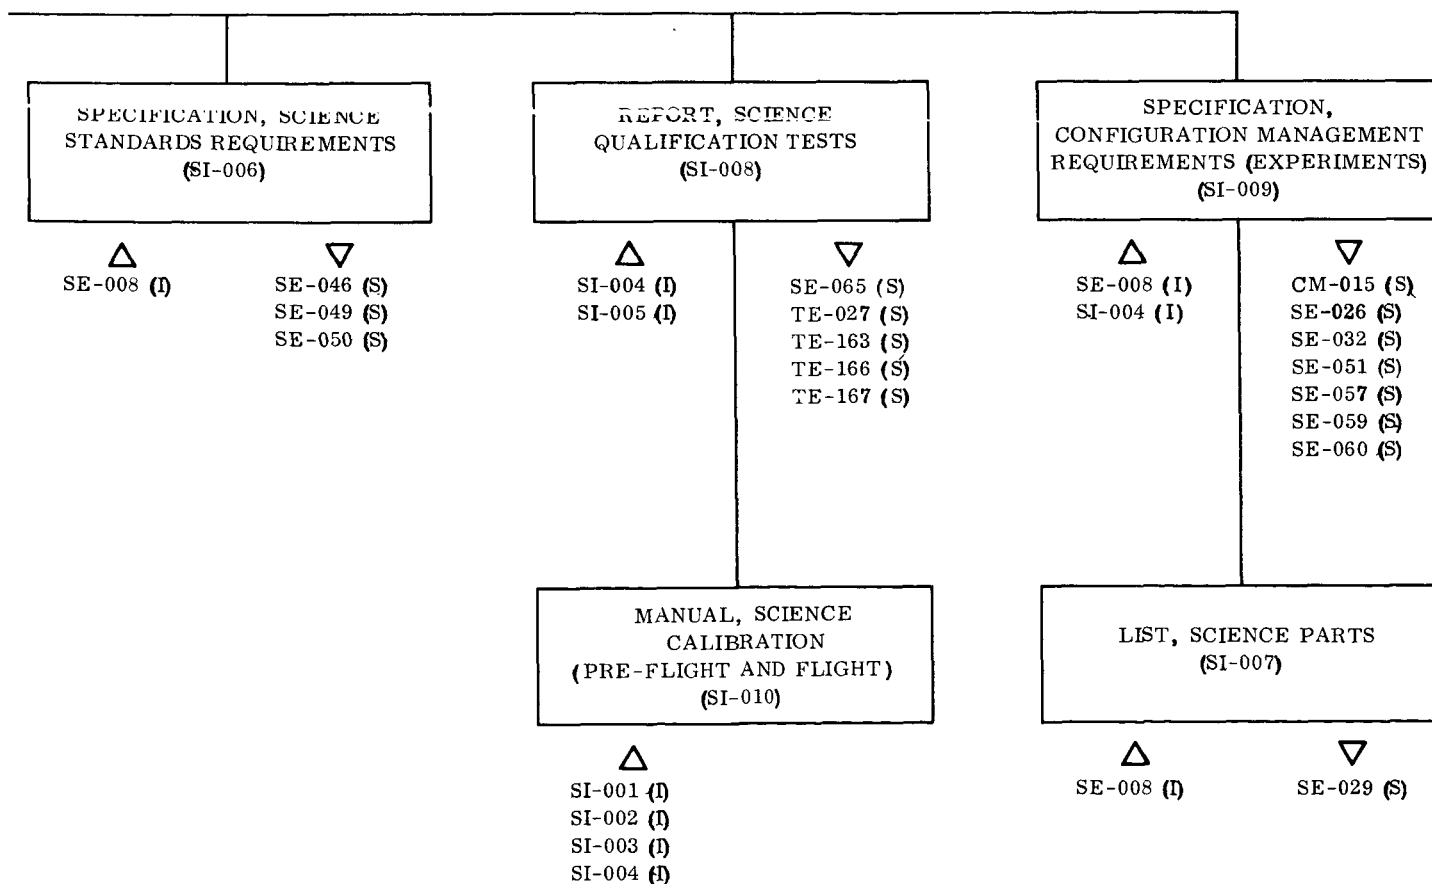 SPECIFICATION, SCIENCE
STANDARDS REQUIREMENTS
(SI-006)
△ ▽
SE-008 (I) SE-046 (S)
SE-049 (S)
SE-050 (S)
REPORT, SCIENCE
QUALIFICATION TESTS
(SI-008)
△ ▽
SI-004 (I) SE-065 (S)
SI-005 (I) TE-027 (S)
TE-163 (S)
TE-166 (S)
TE-167 (S)
SPECIFICATION,
CONFIGURATION MANAGEMENT
REQUIREMENTS (EXPERIMENTS)
(SI-009)
△ ▽
SE-008 (I) CM-015 (S)
SI-004 (I) SE-026 (S)
SE-032 (S)
SE-051 (S)
SE-057 (S)
SE-059 (S)
SE-060 (S)
MANUAL, SCIENCE
CALIBRATION
(PRE-FLIGHT AND FLIGHT)
(SI-010)
△
SI-001 (I)
SI-002 (I)
SI-003 (I)
SI-004 (I)
LIST, SCIENCE PARTS
(SI-007)
△ ▽
SE-008 (I) SE-029 (S)